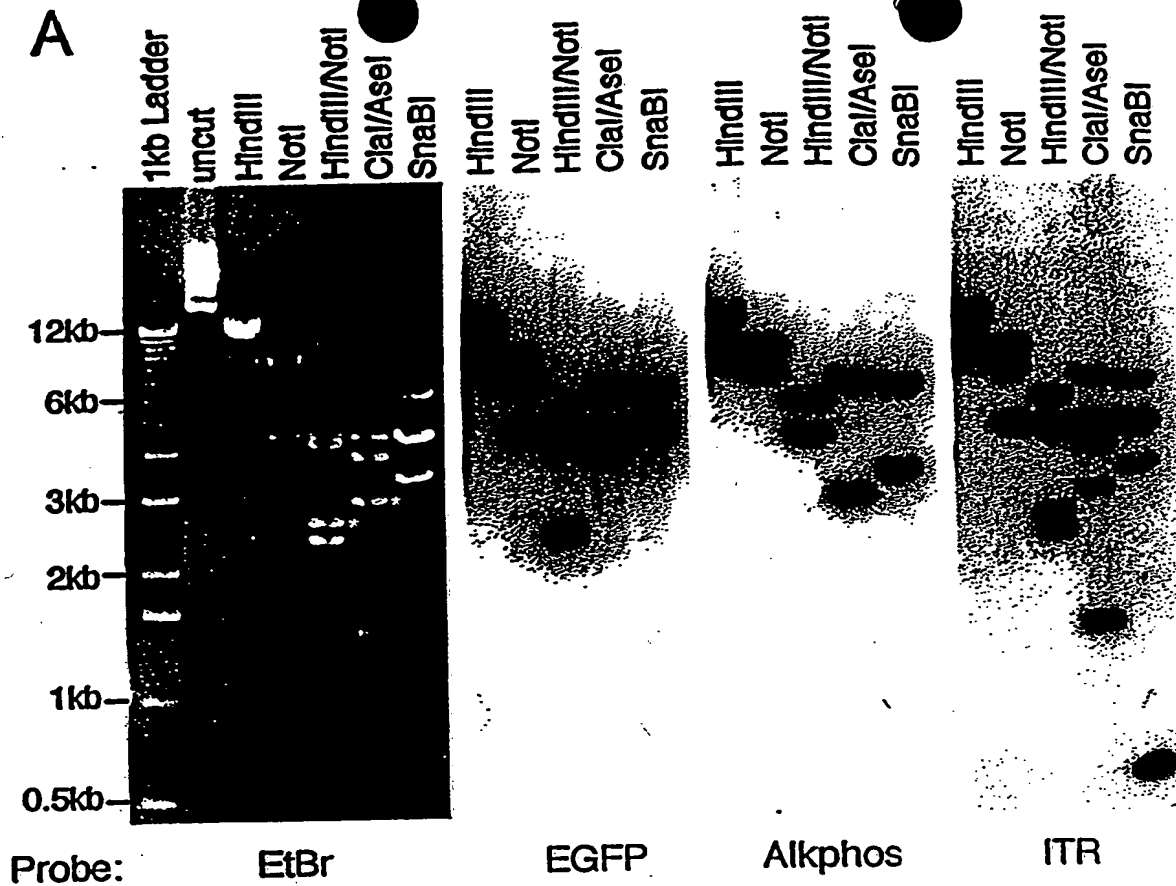 A
1kb Ladder
uncut
HindIII
NotI
HindIII/NotI
ClaI/AseI
SnaBI
HindIII
NotI
HindIII/NotI
ClaI/AseI
SnaBI
HindIII
NotI
HindIII/NotI
ClaI/AseI
SnaBI
HindIII
NotI
HindIII/NotI
ClaI/AseI
SnaBI
12kb
6kb
3kb
2kb
1kb
0.5kb
*
*
Probe: EtBr EGFP Alkphos ITR